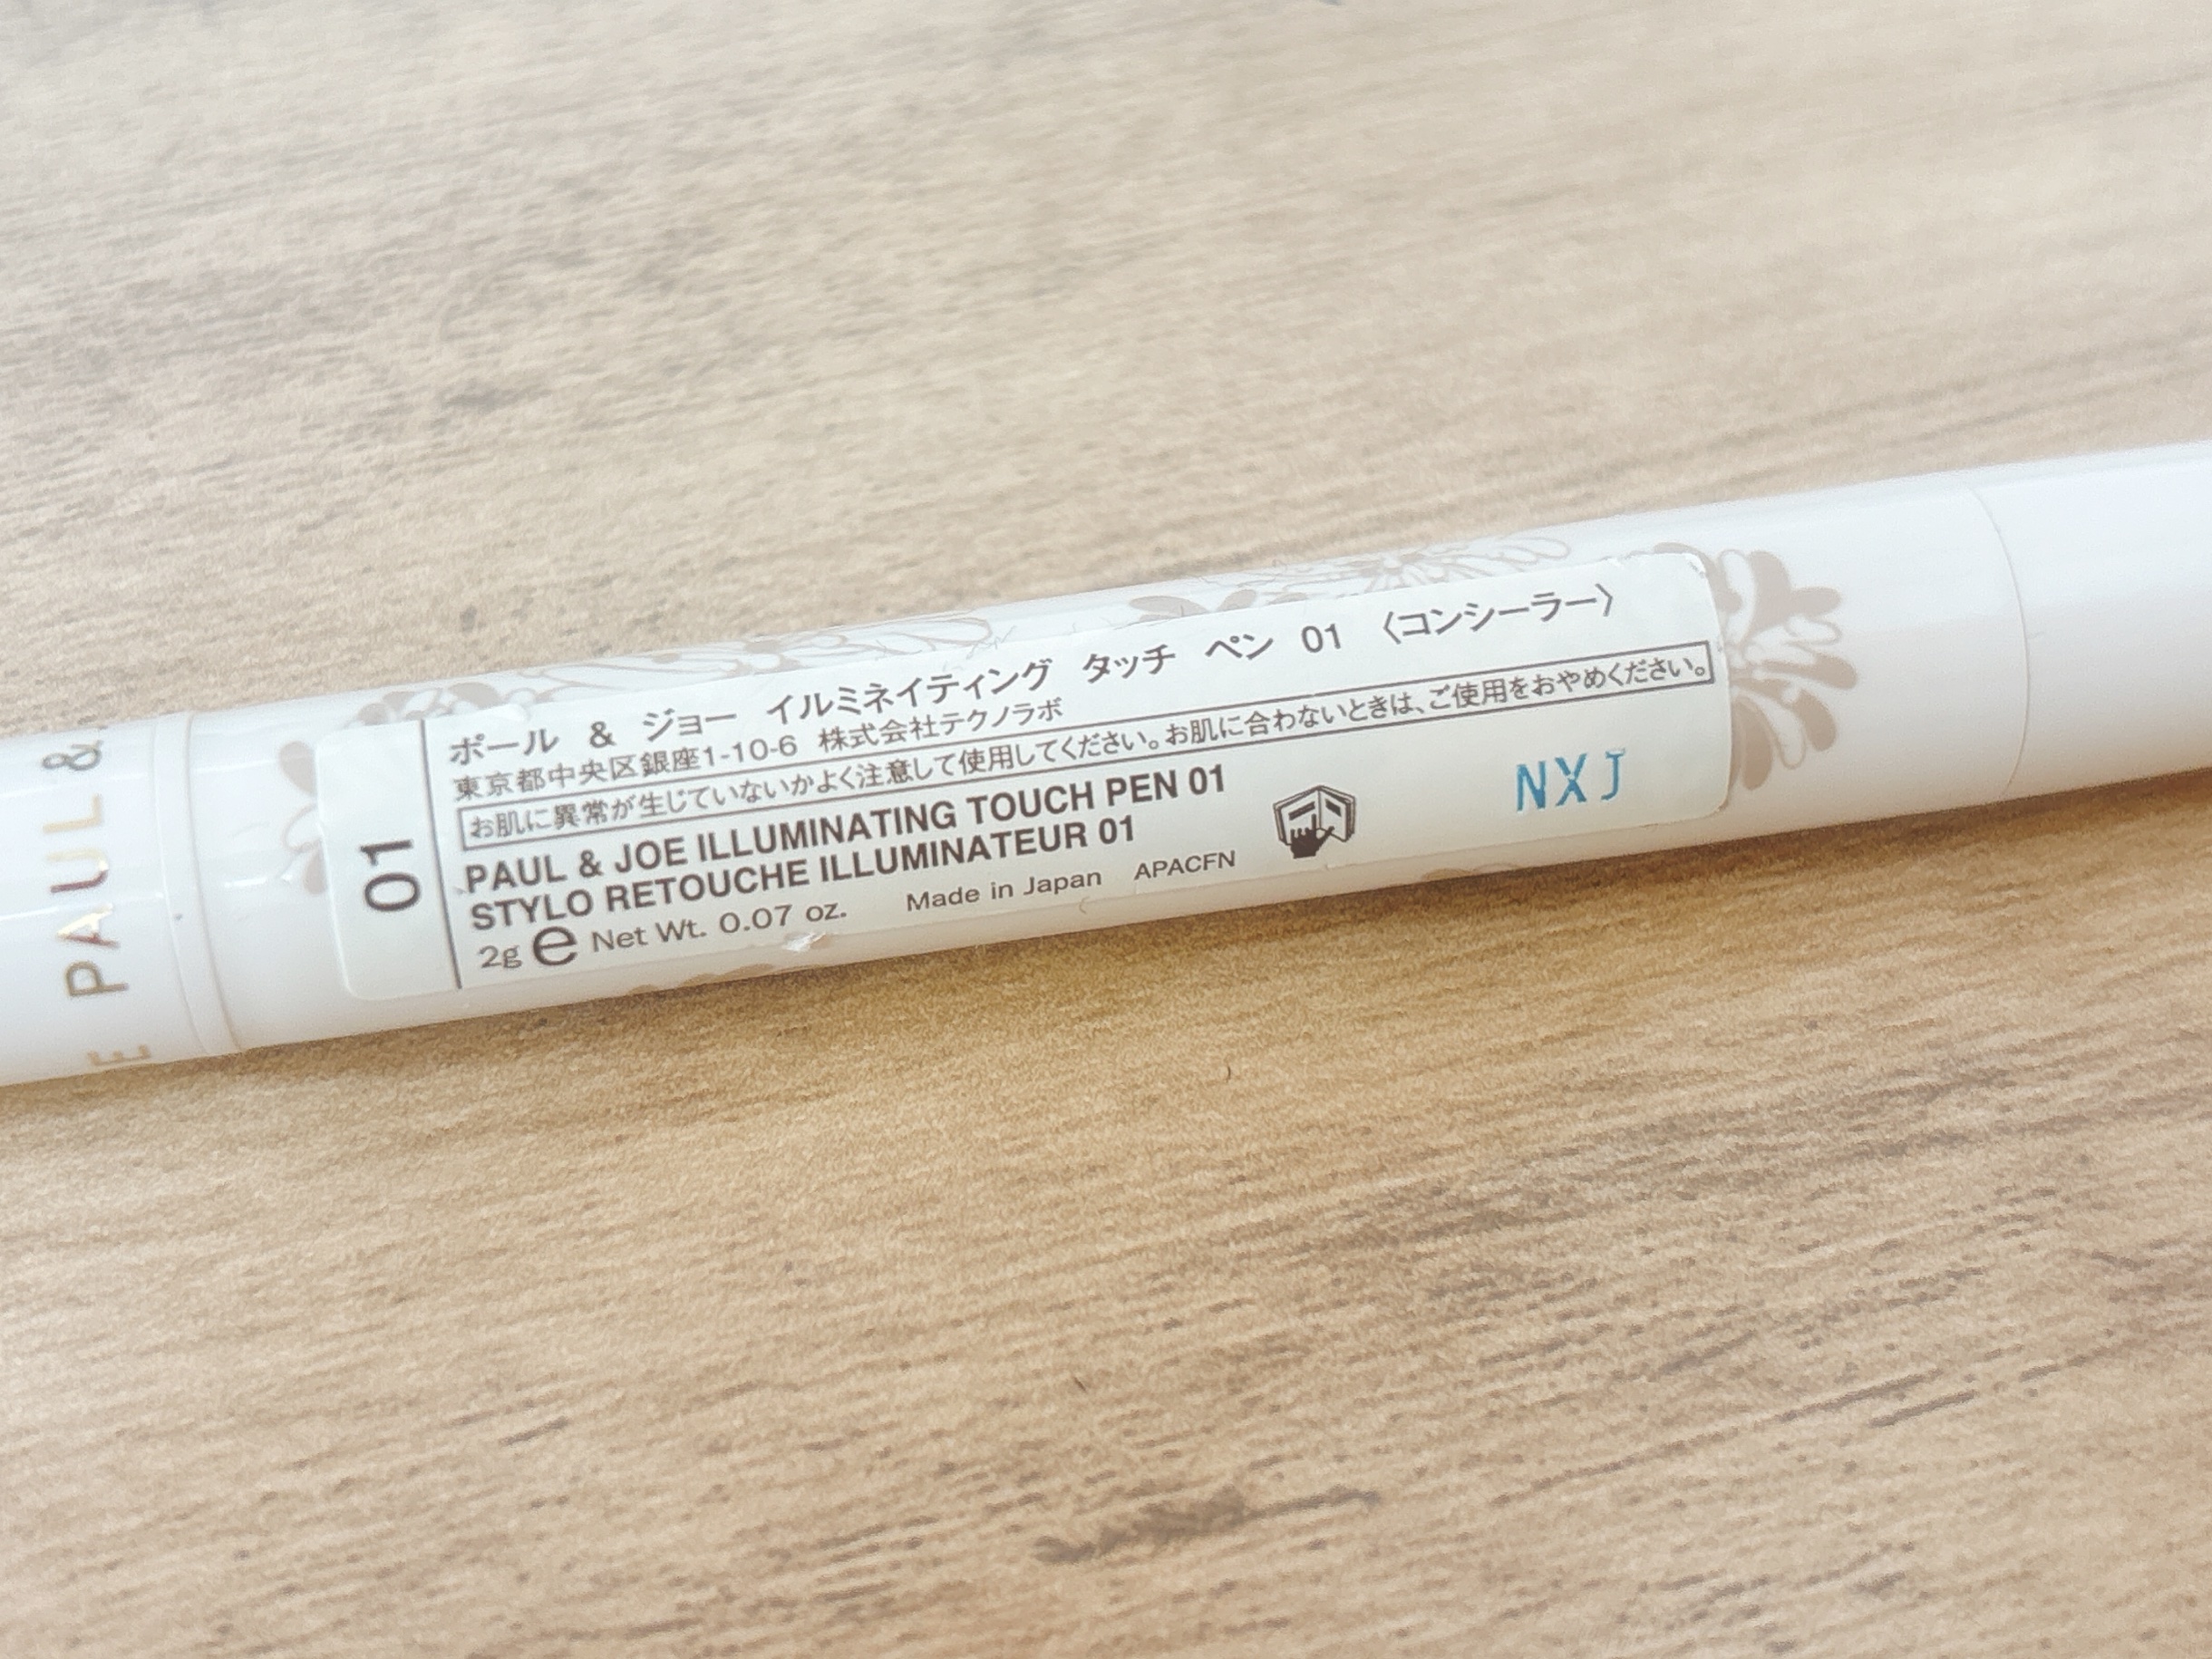 PAUL &
E
01
ポール & ジョー イルミネイティング タッチ ペン 01 〈コンシーラー〉
東京都中央区銀座1-10-6 株式会社テクノラボ
お肌に異常が生じていないかよく注意して使用してください。お肌に合わないときは、ご使用をおやめください。
PAUL & JOE ILLUMINATING TOUCH PEN 01
STYLO RETOUCHE ILLUMINATEUR 01
2g e Net Wt. 0.07 oz. Made in Japan APACFN
NXJ